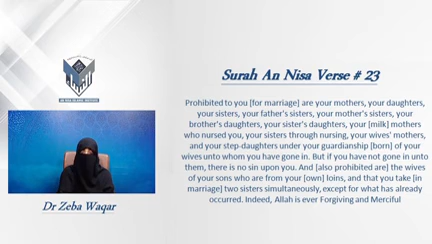 Surah An Nisa Verse # 23
Prohibited to you [for marriage] are your mothers, your daughters,
your sisters, your father's sisters, your mother's sisters, your
brother's daughters, your sister's daughters, your [milk] mothers
who nursed you, your sisters through nursing, your wives' mothers,
and your step-daughters under your guardianship [born] of your
wives unto whom you have gone in. But if you have not gone in unto
them, there is no sin upon you. And [also prohibited are] the wives
of your sons who are from your [own] loins, and that you take [in
marriage] two sisters simultaneously, except for what has already
occurred. Indeed, Allah is ever Forgiving and Merciful
Dr Zeba Waqar